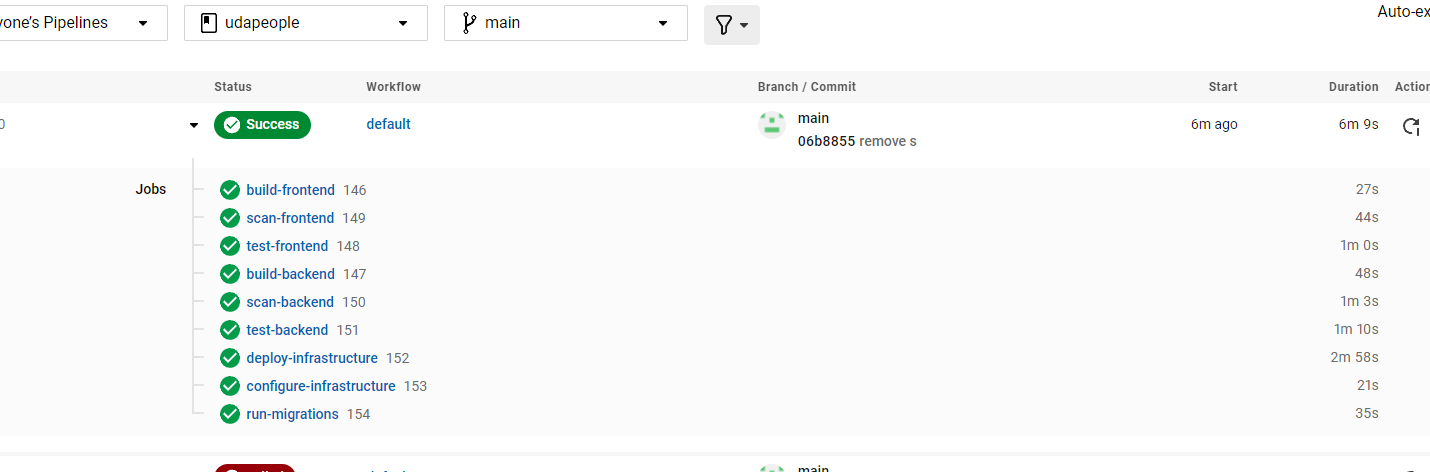 yone's Pipelines udapeople main Auto-ex
Status Workflow Branch / Commit Start Duration Action
0 Success default main 6m ago 6m 9s
06b8855 remove s
Jobs build-frontend 146 27s
scan-frontend 149 44s
test-frontend 148 1m 0s
build-backend 147 48s
scan-backend 150 1m 3s
test-backend 151 1m 10s
deploy-infrastructure 152 2m 58s
configure-infrastructure 153 21s
run-migrations 154 35s
main